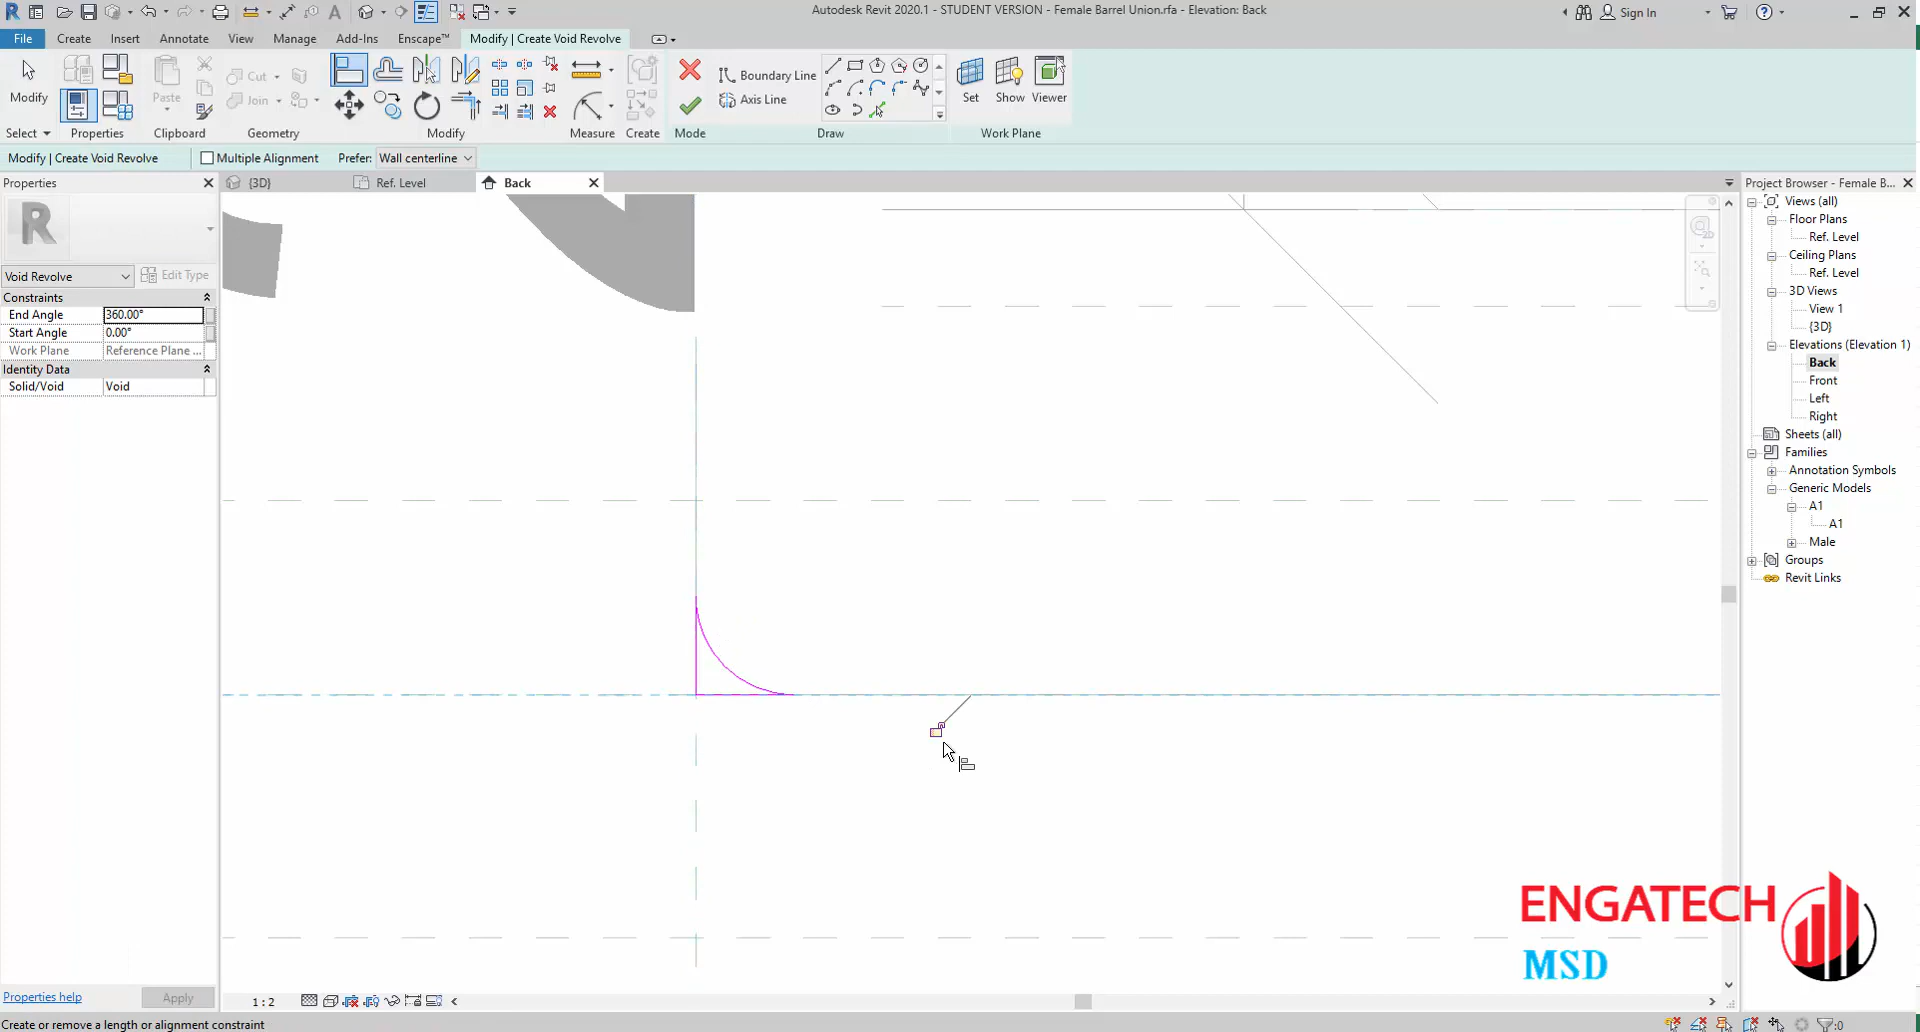 Autodesk Revit 2020.1 - STUDENT VERSION - Female Barrel Union.rfa - Elevation: Back
Sign In
File
Create
Insert
Annotate
View
Manage
Add-Ins
Enscape™
Modify | Create Void Revolve
Modify
Paste
Cut
Join
Boundary Line
Axis Line
Set
Show
Viewer
Select
Properties
Clipboard
Geometry
Modify
Measure
Create
Mode
Draw
Work Plane
Modify | Create Void Revolve
Multiple Alignment
Prefer:
Wall centerline
Properties
{3D}
Ref. Level
Back
Project Browser - Female B...
R
Void Revolve
Edit Type
Constraints
End Angle
360.00°
Start Angle
0.00°
Work Plane
Reference Plane ...
Identity Data
Solid/Void
Void
Views (all)
Floor Plans
Ref. Level
Ceiling Plans
Ref. Level
3D Views
View 1
{3D}
Elevations (Elevation 1)
Back
Front
Left
Right
Sheets (all)
Families
Annotation Symbols
Generic Models
A1
A1
Male
Groups
Revit Links
ENGATECH
MSD
Properties help
Apply
1 : 2
Create or remove a length or alignment constraint
:0